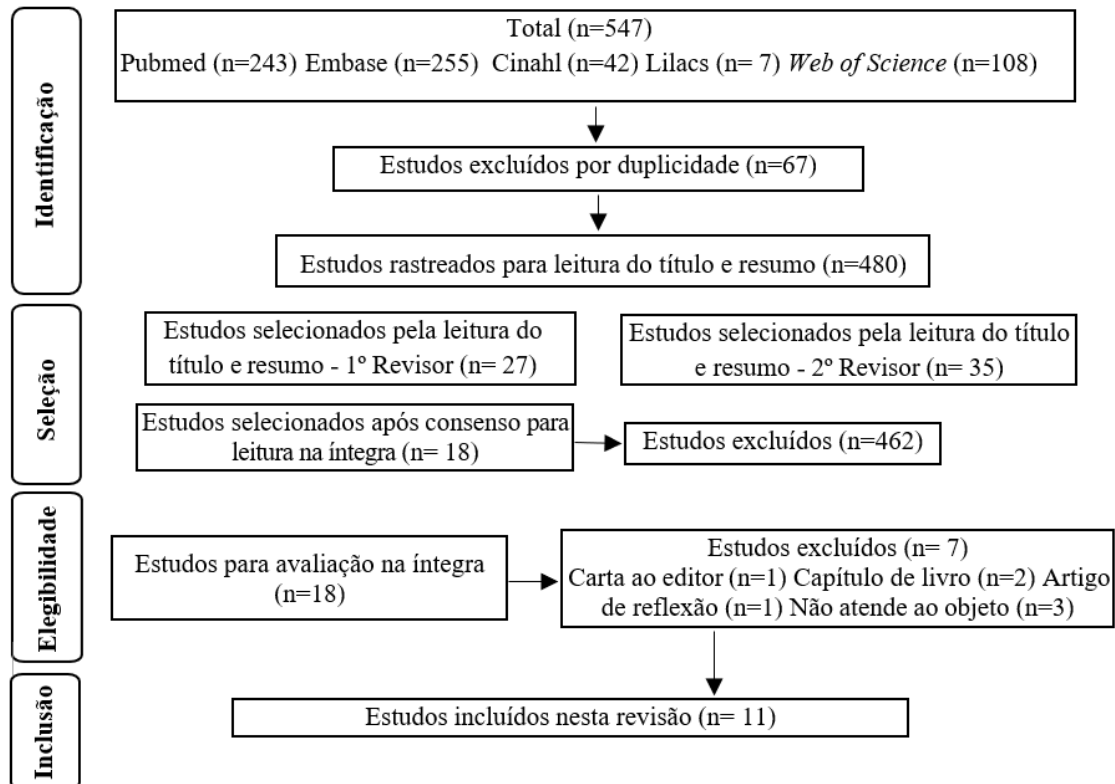 Identificação
Total (n=547)
Pubmed (n=243) Embase (n=255) Cinahl (n=42) Lilacs (n= 7) Web of Science (n=108)
Estudos excluídos por duplicidade (n=67)
Estudos rastreados para leitura do título e resumo (n=480)
Seleção
Estudos selecionados pela leitura do
título e resumo - 1º Revisor (n= 27)
Estudos selecionados pela leitura do título
e resumo - 2º Revisor (n= 35)
Estudos selecionados após consenso para
leitura na íntegra (n= 18)
Estudos excluídos (n=462)
Elegibilidade
Estudos para avaliação na íntegra
(n=18)
Estudos excluídos (n= 7)
Carta ao editor (n=1) Capítulo de livro (n=2) Artigo
de reflexão (n=1) Não atende ao objeto (n=3)
Inclusão
Estudos incluídos nesta revisão (n= 11)